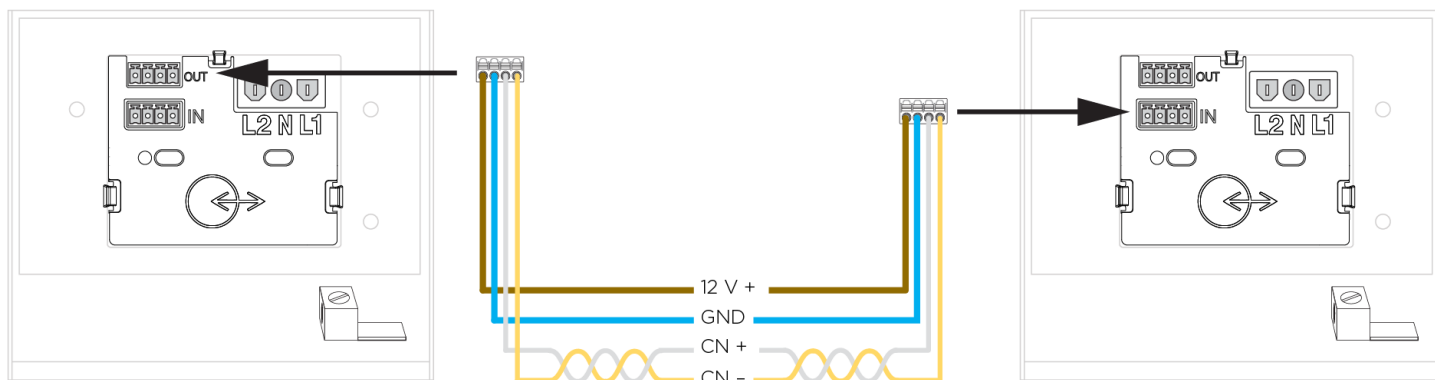 OUT
IN
L2 N L1
OUT
IN
L2 N L1
12 V +
GND
CN +
CN -